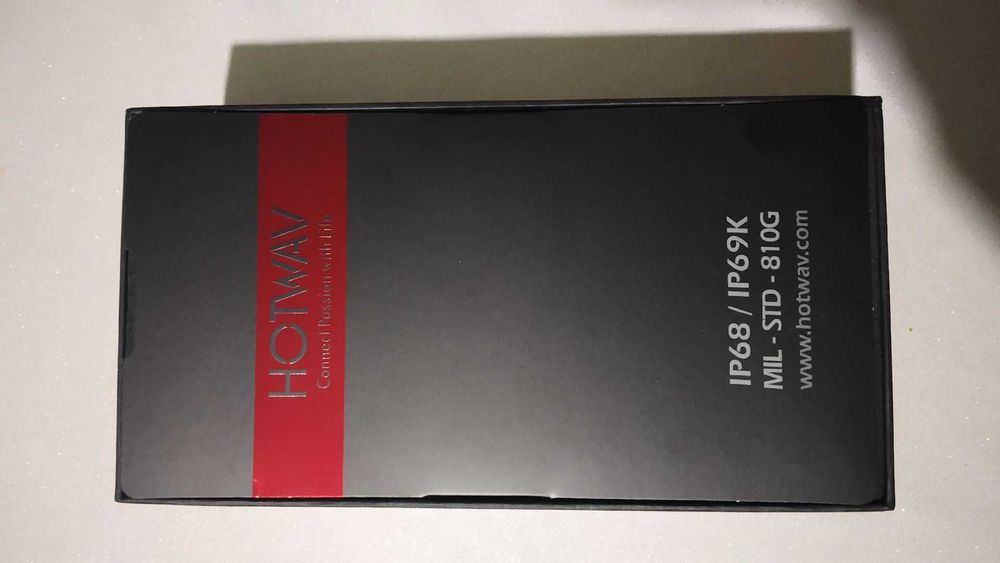 HOTWAV
Connect Passion with Life
IP68 / IP69K
MIL - STD - 810G
www.hotwav.com